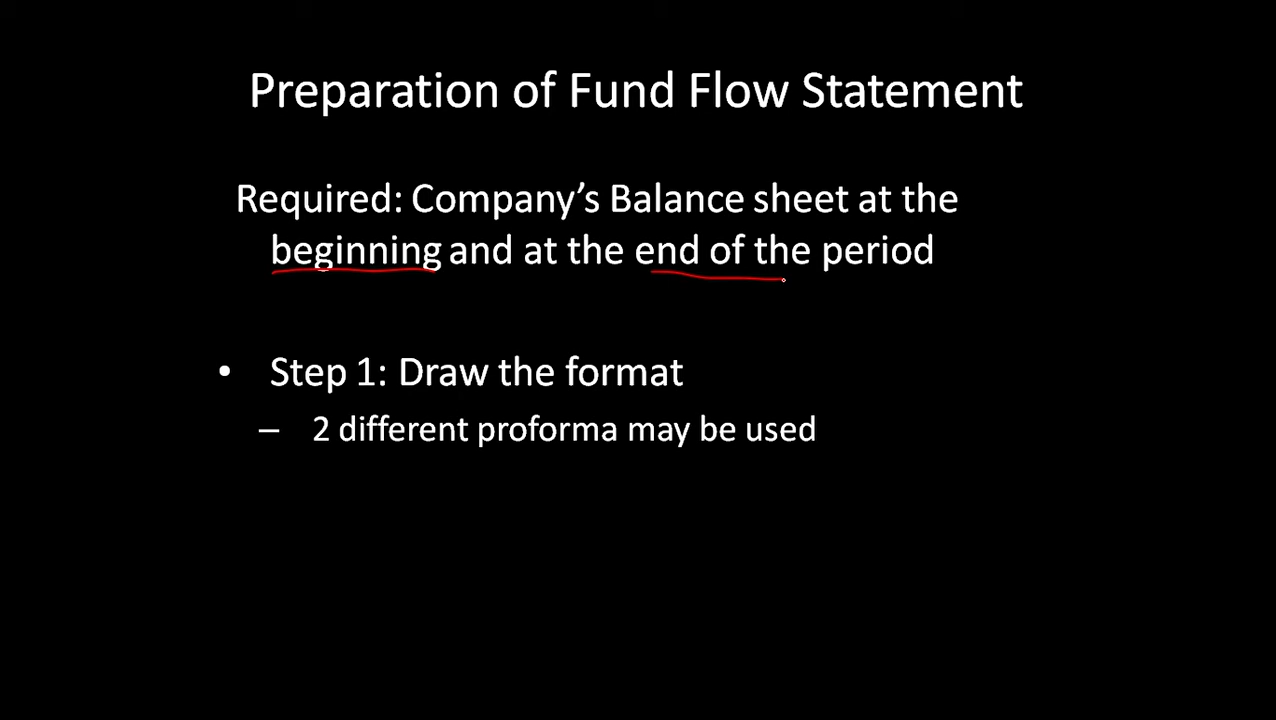 Preparation of Fund Flow Statement
Required: Company’s Balance sheet at the
beginning and at the end of the period
• Step 1: Draw the format
– 2 different proforma may be used